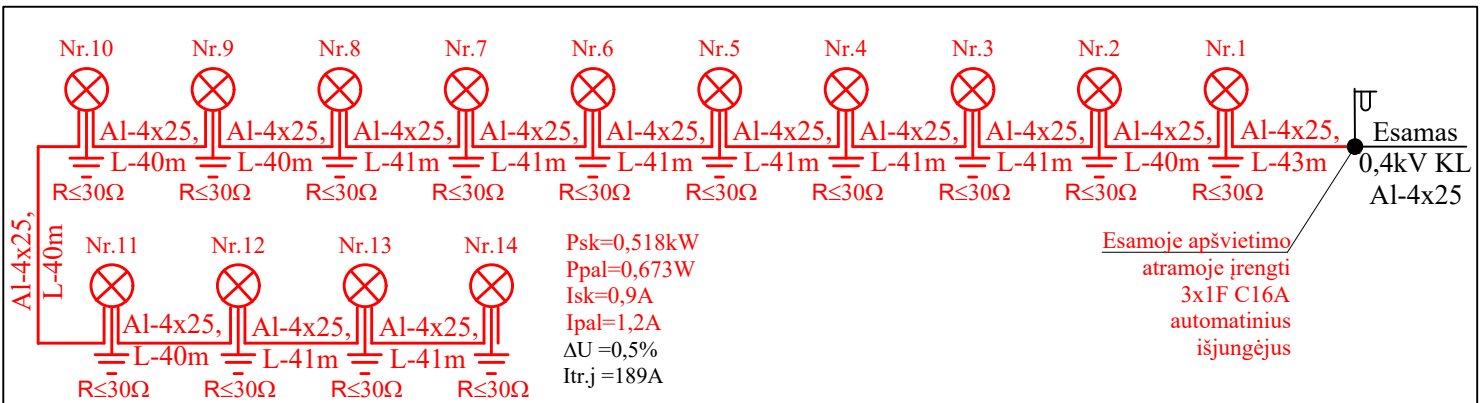 Nr.10 Nr.9 Nr.8 Nr.7 Nr.6 Nr.5 Nr.4 Nr.3 Nr.2 Nr.1
Al-4x25, Al-4x25, Al-4x25, Al-4x25, Al-4x25, Al-4x25, Al-4x25, Al-4x25, Al-4x25, Al-4x25,
L-40m L-40m L-41m L-41m L-41m L-41m L-41m L-41m L-40m L-43m
R≤30Ω R≤30Ω R≤30Ω R≤30Ω R≤30Ω R≤30Ω R≤30Ω R≤30Ω R≤30Ω R≤30Ω
Esamas
0,4kV KL
Al-4x25
Al-4x25,
L-40m
Nr.11 Nr.12 Nr.13 Nr.14
Al-4x25, Al-4x25, Al-4x25,
L-40m L-41m L-41m
R≤30Ω R≤30Ω R≤30Ω R≤30Ω
Psk=0,518kW
Ppal=0,673W
Isk=0,9A
Ipal=1,2A
ΔU =0,5%
Itr.j =189A
Esamoje apšvietimo
atramoje įrengti
3x1F C16A
automatinius
išjungėjus